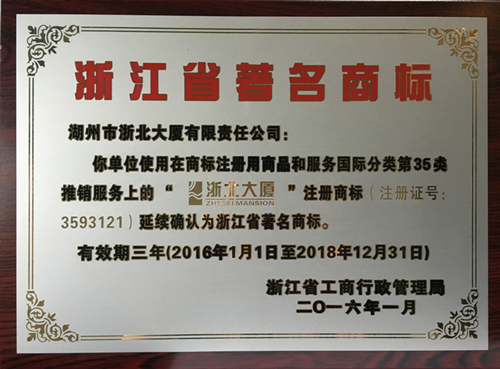 浙江省著名商标
湖州市浙北大厦有限责任公司：
你单位使用在商标注册用商品和服务国际分类第35类
推销服务上的“浙北大厦”注册商标（注册证号：
ZHEBEI MANSION
3593121）延续确认为浙江省著名商标。
有效期三年(2016年1月1日至2018年12月31日)
浙江省工商行政管理局
二〇一六年一月